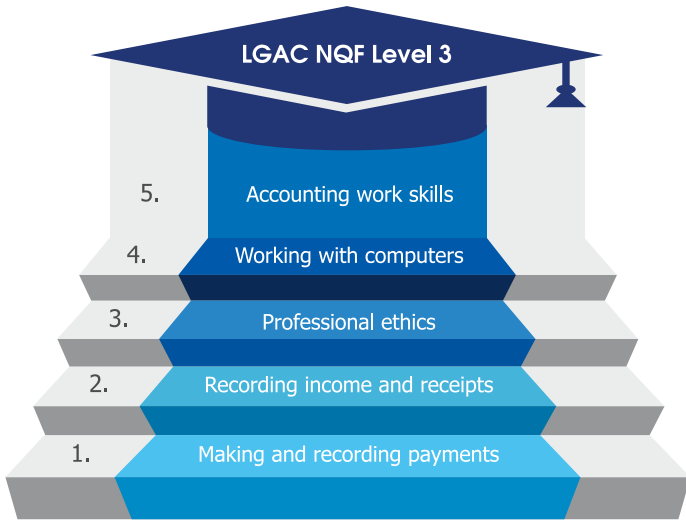 LGAC NQF Level 3
5. Accounting work skills
4. Working with computers
3. Professional ethics
2. Recording income and receipts
1. Making and recording payments